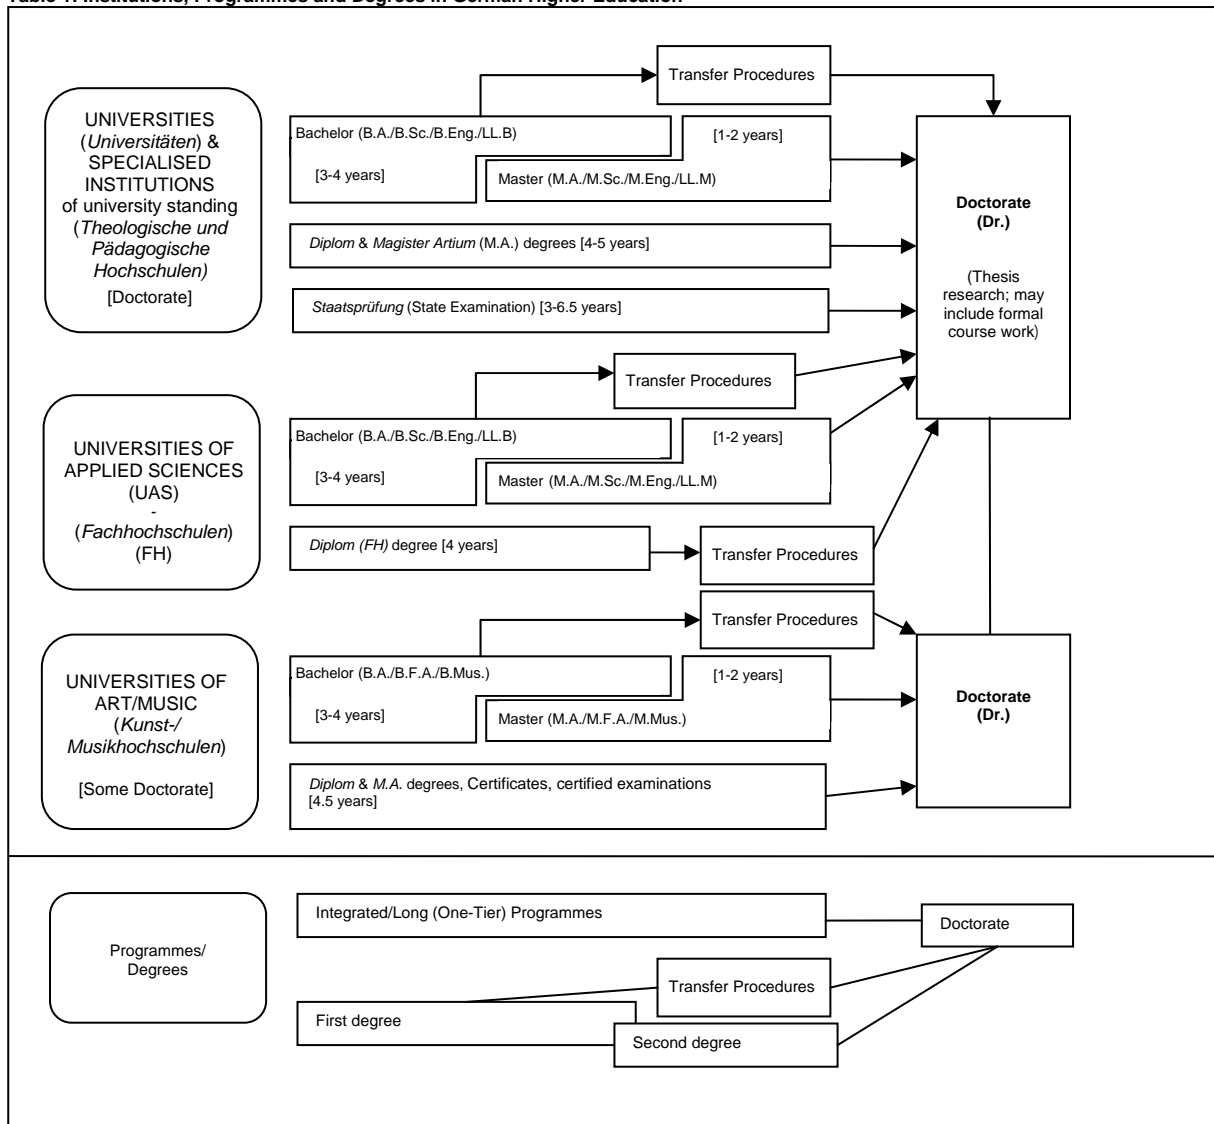 Table 1: Institutions, Programmes and Degrees in German Higher Education
Transfer Procedures
UNIVERSITIES
(Universitäten) &
SPECIALISED
INSTITUTIONS
of university standing
(Theologische und
Pädagogische
Hochschulen)
[Doctorate]
Bachelor (B.A./B.Sc./B.Eng./LL.B)
[3-4 years]
[1-2 years]
Master (M.A./M.Sc./M.Eng./LL.M)
Diplom & Magister Artium (M.A.) degrees [4-5 years]
Staatsprüfung (State Examination) [3-6.5 years]
Doctorate
(Dr.)
(Thesis
research; may
include formal
course work)
Transfer Procedures
UNIVERSITIES OF
APPLIED SCIENCES
(UAS)
-
(Fachhochschulen)
(FH)
Bachelor (B.A./B.Sc./B.Eng./LL.B)
[3-4 years]
[1-2 years]
Master (M.A./M.Sc./M.Eng./LL.M)
Diplom (FH) degree [4 years]
Transfer Procedures
Transfer Procedures
UNIVERSITIES OF
ART/MUSIC
(Kunst-/
Musikhochschulen)
[Some Doctorate]
Bachelor (B.A./B.F.A./B.Mus.)
[3-4 years]
[1-2 years]
Master (M.A./M.F.A./M.Mus.)
Diplom & M.A. degrees, Certificates, certified examinations
[4.5 years]
Doctorate
(Dr.)
Programmes/
Degrees
Integrated/Long (One-Tier) Programmes
Doctorate
Transfer Procedures
First degree
Second degree